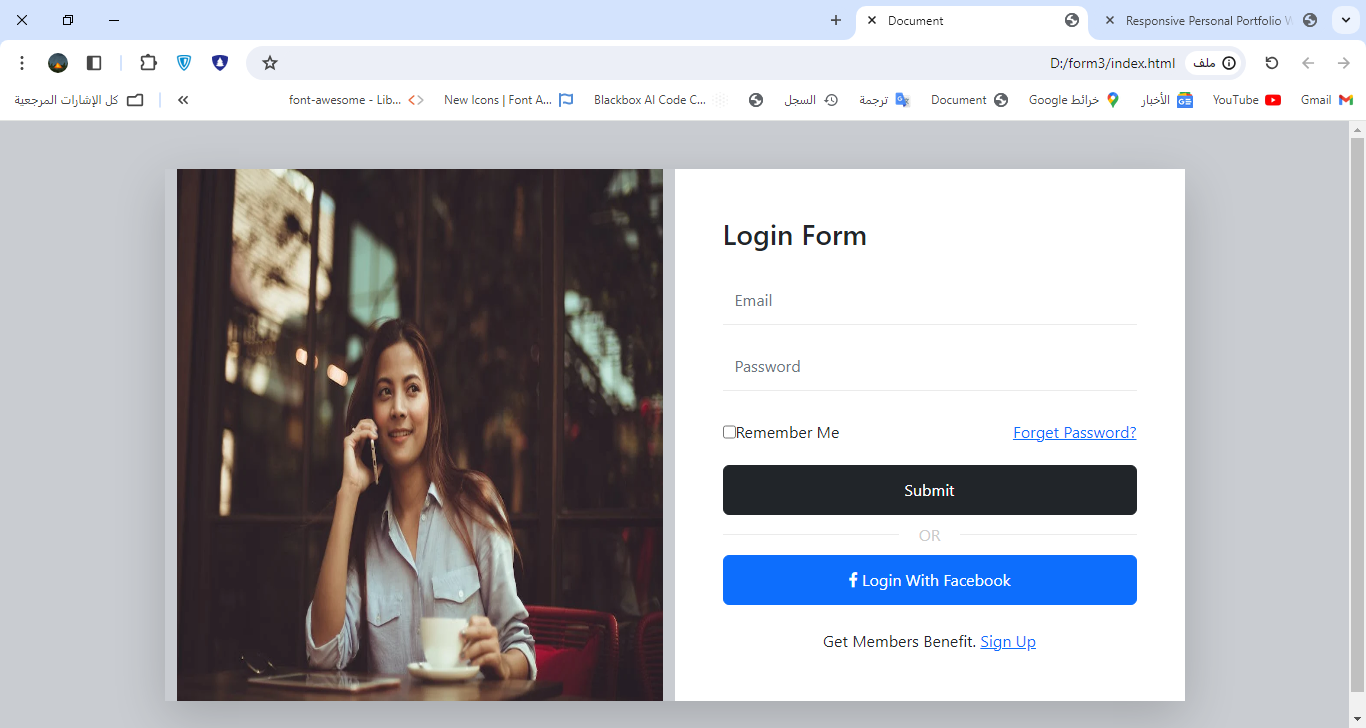 Document
Responsive Personal Portfolio W
D:/form3/index.html
ملف
كل الإشارات المرجعية
«
font-awesome - Lib...
New Icons | Font A...
Blackbox AI Code C...
السجل
ترجمة
Document
خرائط Google
الأخبار
YouTube
Gmail
Login Form
Email
Password
Remember Me
Forget Password?
Submit
OR
Login With Facebook
Get Members Benefit. Sign Up